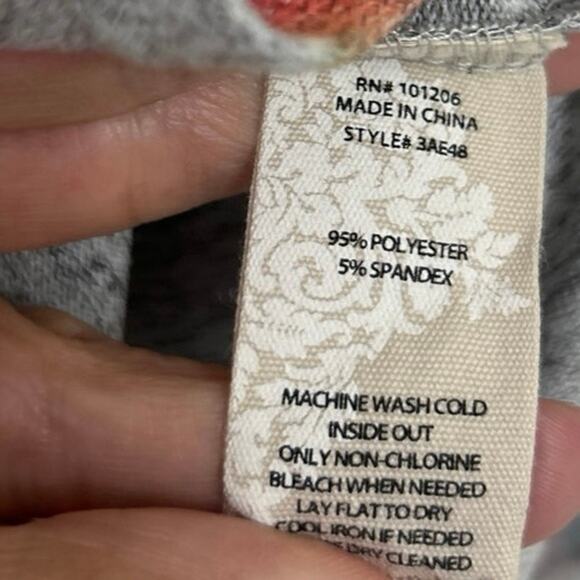 RN# 101206
MADE IN CHINA
STYLE# 3AE48
95% POLYESTER
5% SPANDEX
MACHINE WASH COLD
INSIDE OUT
ONLY NON-CHLORINE
BLEACH WHEN NEEDED
LAY FLAT TO DRY
COOL IRON IF NEEDED
DRY CLEANED